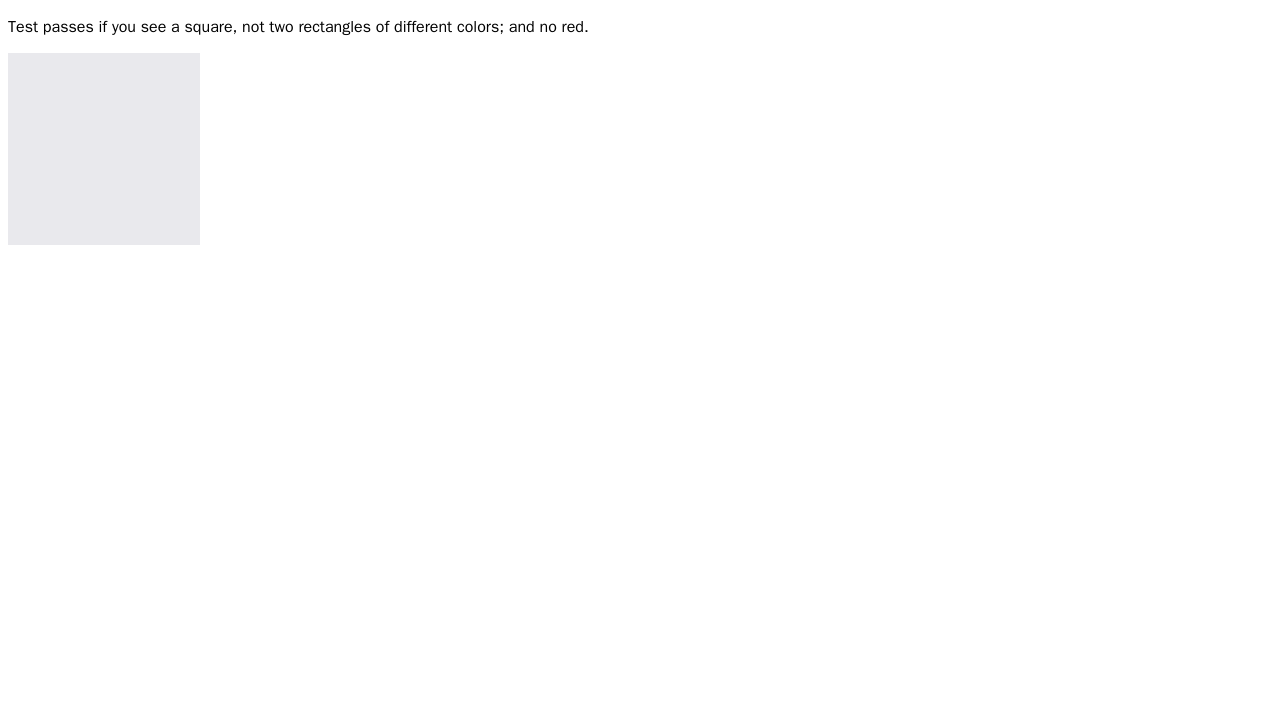 Test passes if you see a square, not two rectangles of different colors; and no red.